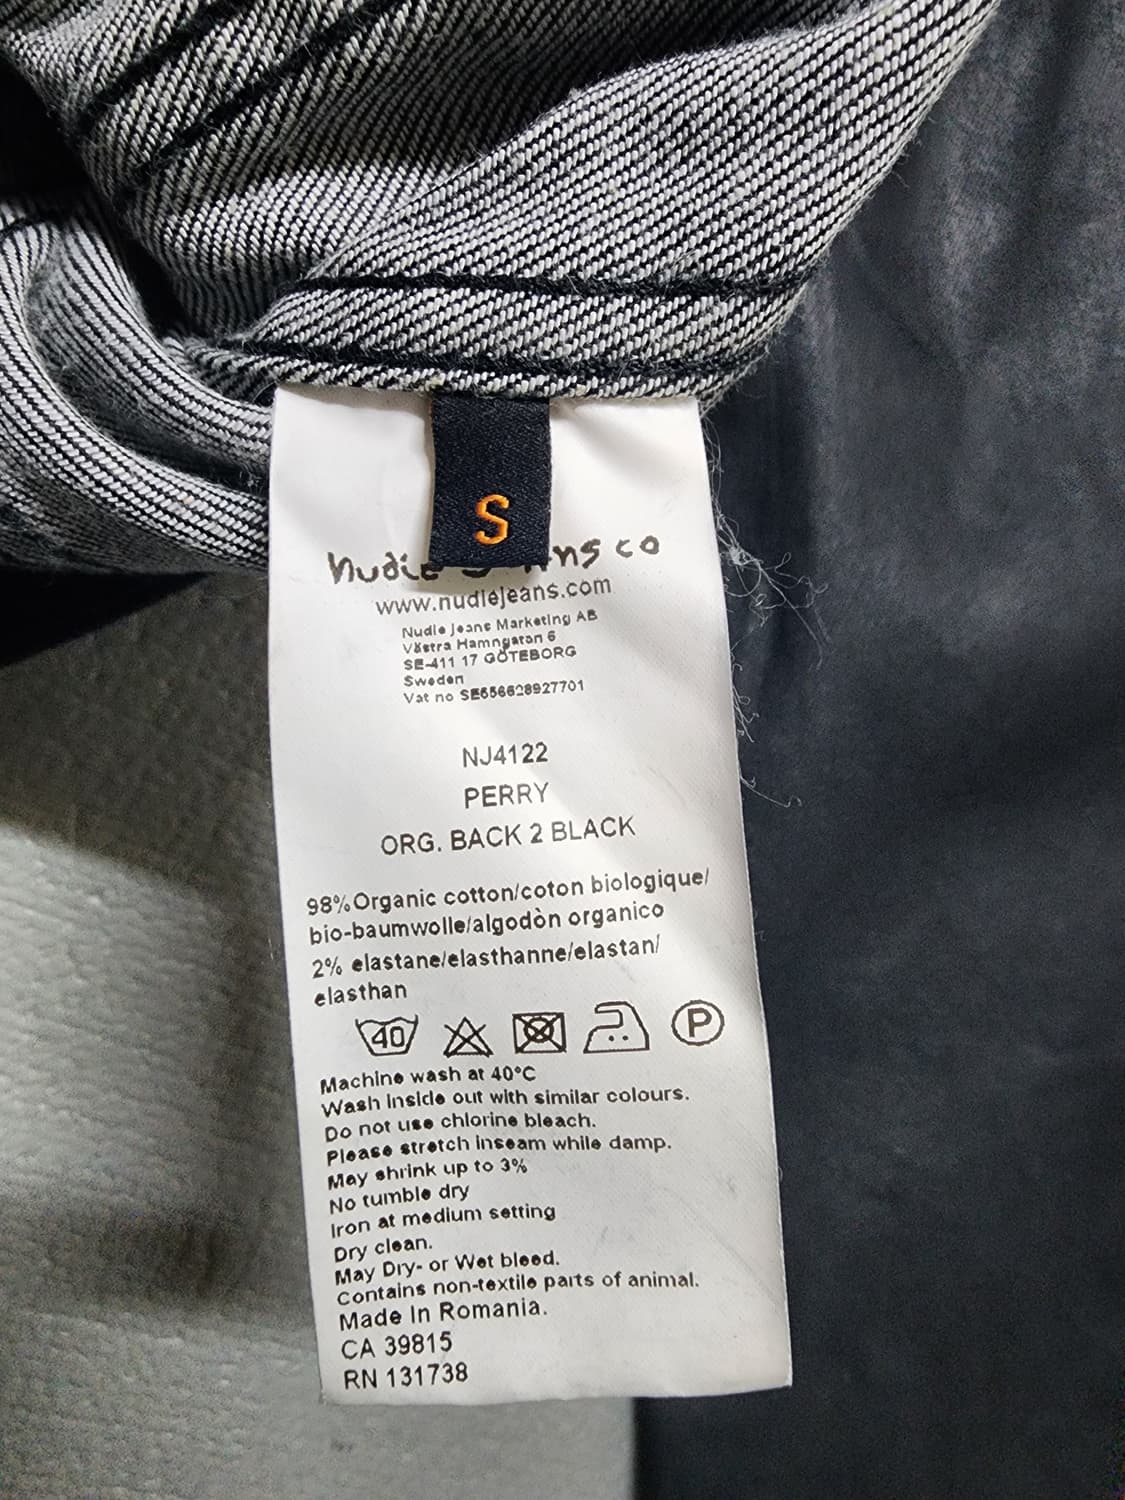 S
nudie ns co
www.nudiejeans.com
Nudie Jeans Marketing AB
Västra Hamngatan 6
SE-411 17 GÖTEBORG
Sweden
Vat no SE556628927701
NJ4122
PERRY
ORG. BACK 2 BLACK
98%Organic cotton/coton biologique/
bio-baumwolle/algodòn organico
2% elastane/elasthanne/elastan/
elasthan
40 P
Machine wash at 40°C
Wash inside out with similar colours.
Do not use chlorine bleach.
Please stretch inseam while damp.
May shrink up to 3%
No tumble dry
Iron at medium setting
Dry clean.
May Dry- or Wet bleed.
Contains non-textile parts of animal.
Made In Romania.
CA 39815
RN 131738